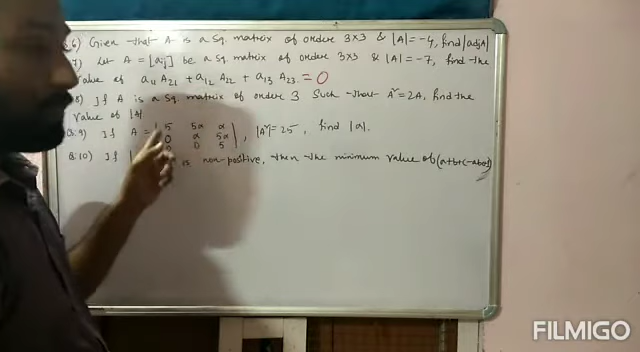 6) Given that A is a Sq. matrix of order 3×3 & |A|=-4, find |adjA|
7) Let A = [aij] be a sq. matrix of order 3×3 & |A|=-7, find the
value of a11 A21 + a12 A22 + a13 A23 = 0
8) If A is a Sq. matrix of order 3 Such that A²=2A, find the
value of |A|
Q:9) If A = | 5 5α α |
0 α 5α | , |A²|=25, find |α|.
0 0 5
Q:10) If is non-positive, then the minimum value of (a+b+c-abc)
FILMIGO